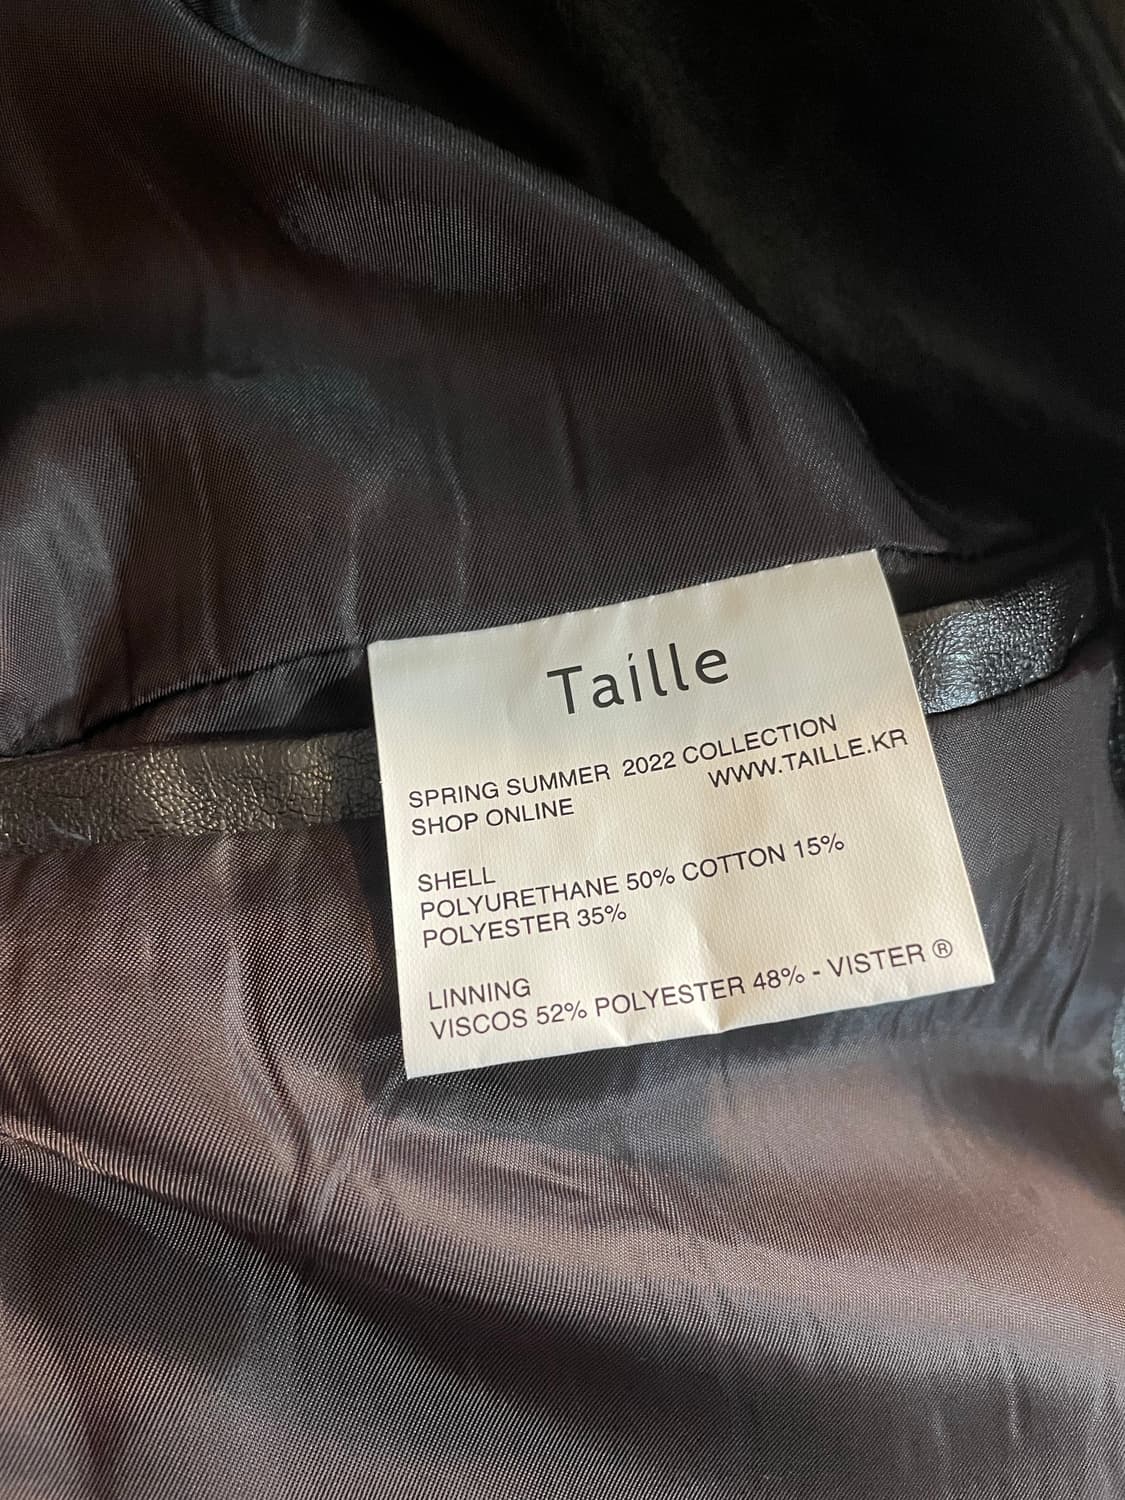 Taílle
SPRING SUMMER 2022 COLLECTION
SHOP ONLINE WWW.TAILLE.KR
SHELL
POLYURETHANE 50% COTTON 15%
POLYESTER 35%
LINNING
VISCOS 52% POLYESTER 48% - VISTER ®